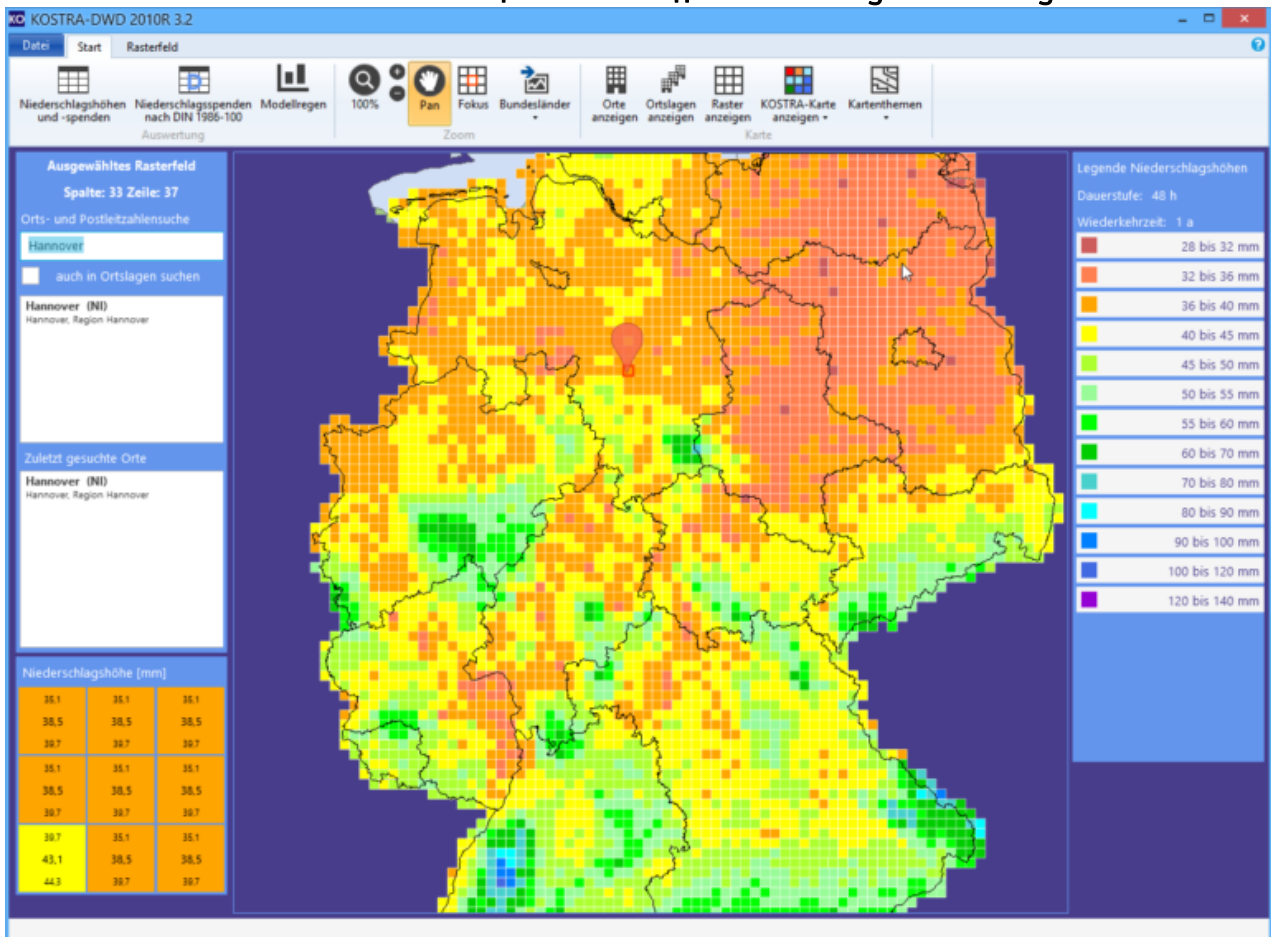 KOSTRA-DWD 2010R 3.2
Datei Start Rasterfeld
Niederschlagshöhen und -spenden
Niederschlagsspenden nach DIN 1986-100
Modellregen
Auswertung
100%
Pan
Fokus
Bundesländer
Zoom
Orte anzeigen
Ortslagen anzeigen
Raster anzeigen
KOSTRA-Karte anzeigen
Kartenthemen
Karte
Ausgewähltes Rasterfeld
Spalte: 33 Zeile: 37
Orts- und Postleitzahlensuche
Hannover
auch in Ortslagen suchen
Hannover (NI)
Hannover, Region Hannover
Zuletzt gesuchte Orte
Hannover (NI)
Hannover, Region Hannover
Niederschlagshöhe [mm]
35,1 35,1 35,1
38,5 38,5 38,5
39,7 39,7 39,7
35,1 35,1 35,1
38,5 38,5 38,5
39,7 39,7 39,7
39,7 35,1 35,1
43,1 38,5 38,5
44,3 39,7 39,7
Legende Niederschlagshöhen
Dauerstufe: 48 h
Wiederkehrzeit: 1 a
28 bis 32 mm
32 bis 36 mm
36 bis 40 mm
40 bis 45 mm
45 bis 50 mm
50 bis 55 mm
55 bis 60 mm
60 bis 70 mm
70 bis 80 mm
80 bis 90 mm
90 bis 100 mm
100 bis 120 mm
120 bis 140 mm